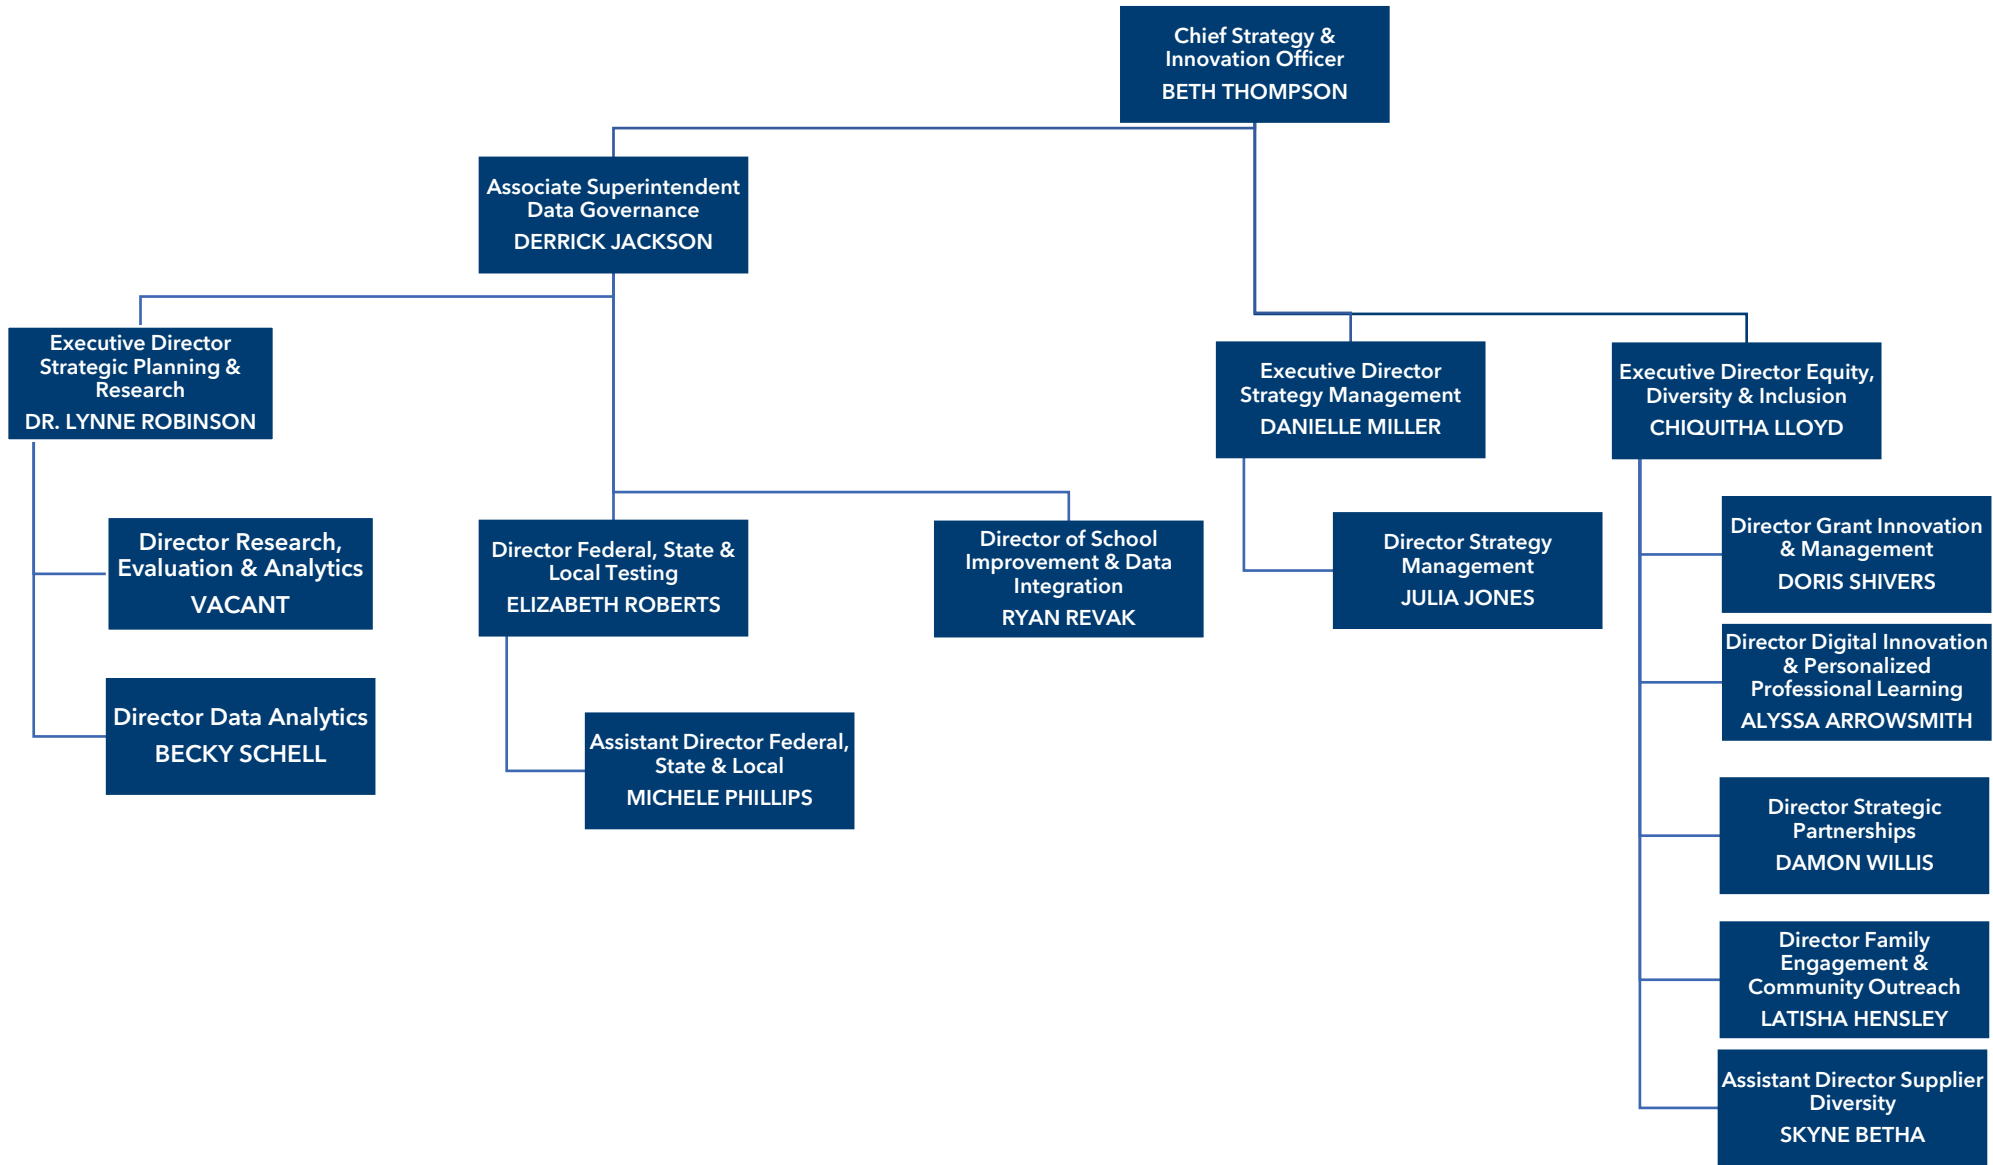 Chief Strategy &
Innovation Officer
BETH THOMPSON
Associate Superintendent
Data Governance
DERRICK JACKSON
Executive Director
Strategic Planning &
Research
DR. LYNNE ROBINSON
Executive Director
Strategy Management
DANIELLE MILLER
Executive Director Equity,
Diversity & Inclusion
CHIQUITHA LLOYD
Director Research,
Evaluation & Analytics
VACANT
Director Data Analytics
BECKY SCHELL
Director Federal, State &
Local Testing
ELIZABETH ROBERTS
Assistant Director Federal,
State & Local
MICHELE PHILLIPS
Director of School
Improvement & Data
Integration
RYAN REVAK
Director Strategy
Management
JULIA JONES
Director Grant Innovation
& Management
DORIS SHIVERS
Director Digital Innovation
& Personalized
Professional Learning
ALYSSA ARROWSMITH
Director Strategic
Partnerships
DAMON WILLIS
Director Family
Engagement &
Community Outreach
LATISHA HENSLEY
Assistant Director Supplier
Diversity
SKYNE BETHA